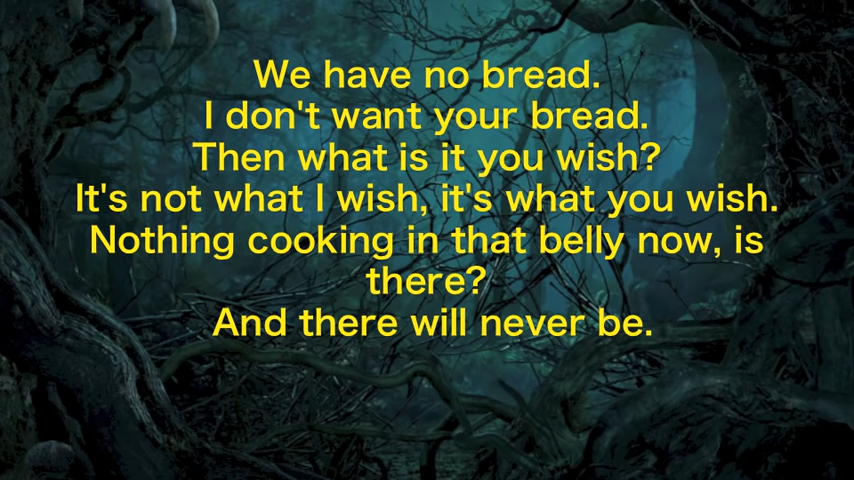 We have no bread.
I don't want your bread.
Then what is it you wish?
It's not what I wish, it's what you wish.
Nothing cooking in that belly now, is
there?
And there will never be.